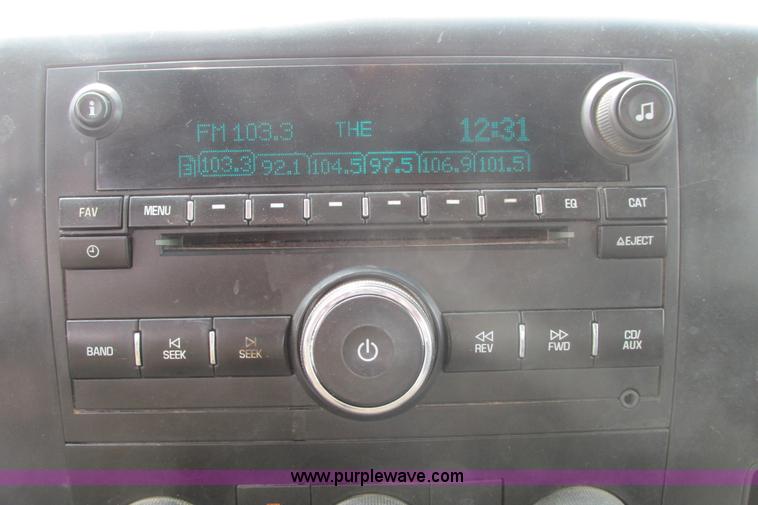 FM 103.3 THE 12:31
3 103.3 92.1 104.5 97.5 106.9 101.5
FAV MENU EQ CAT
EJECT
BAND SEEK SEEK REV FWD CD/
AUX
www.purplewave.com